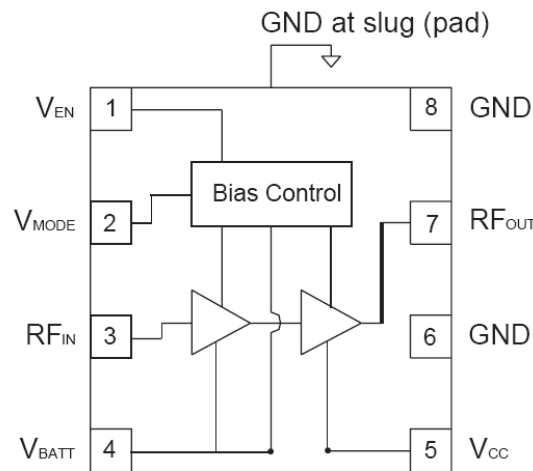 GND at slug (pad)
VEN 1 8 GND
Bias Control
VMODE 2 7 RFOUT
RFIN 3 6 GND
VBATT 4 5 VCC